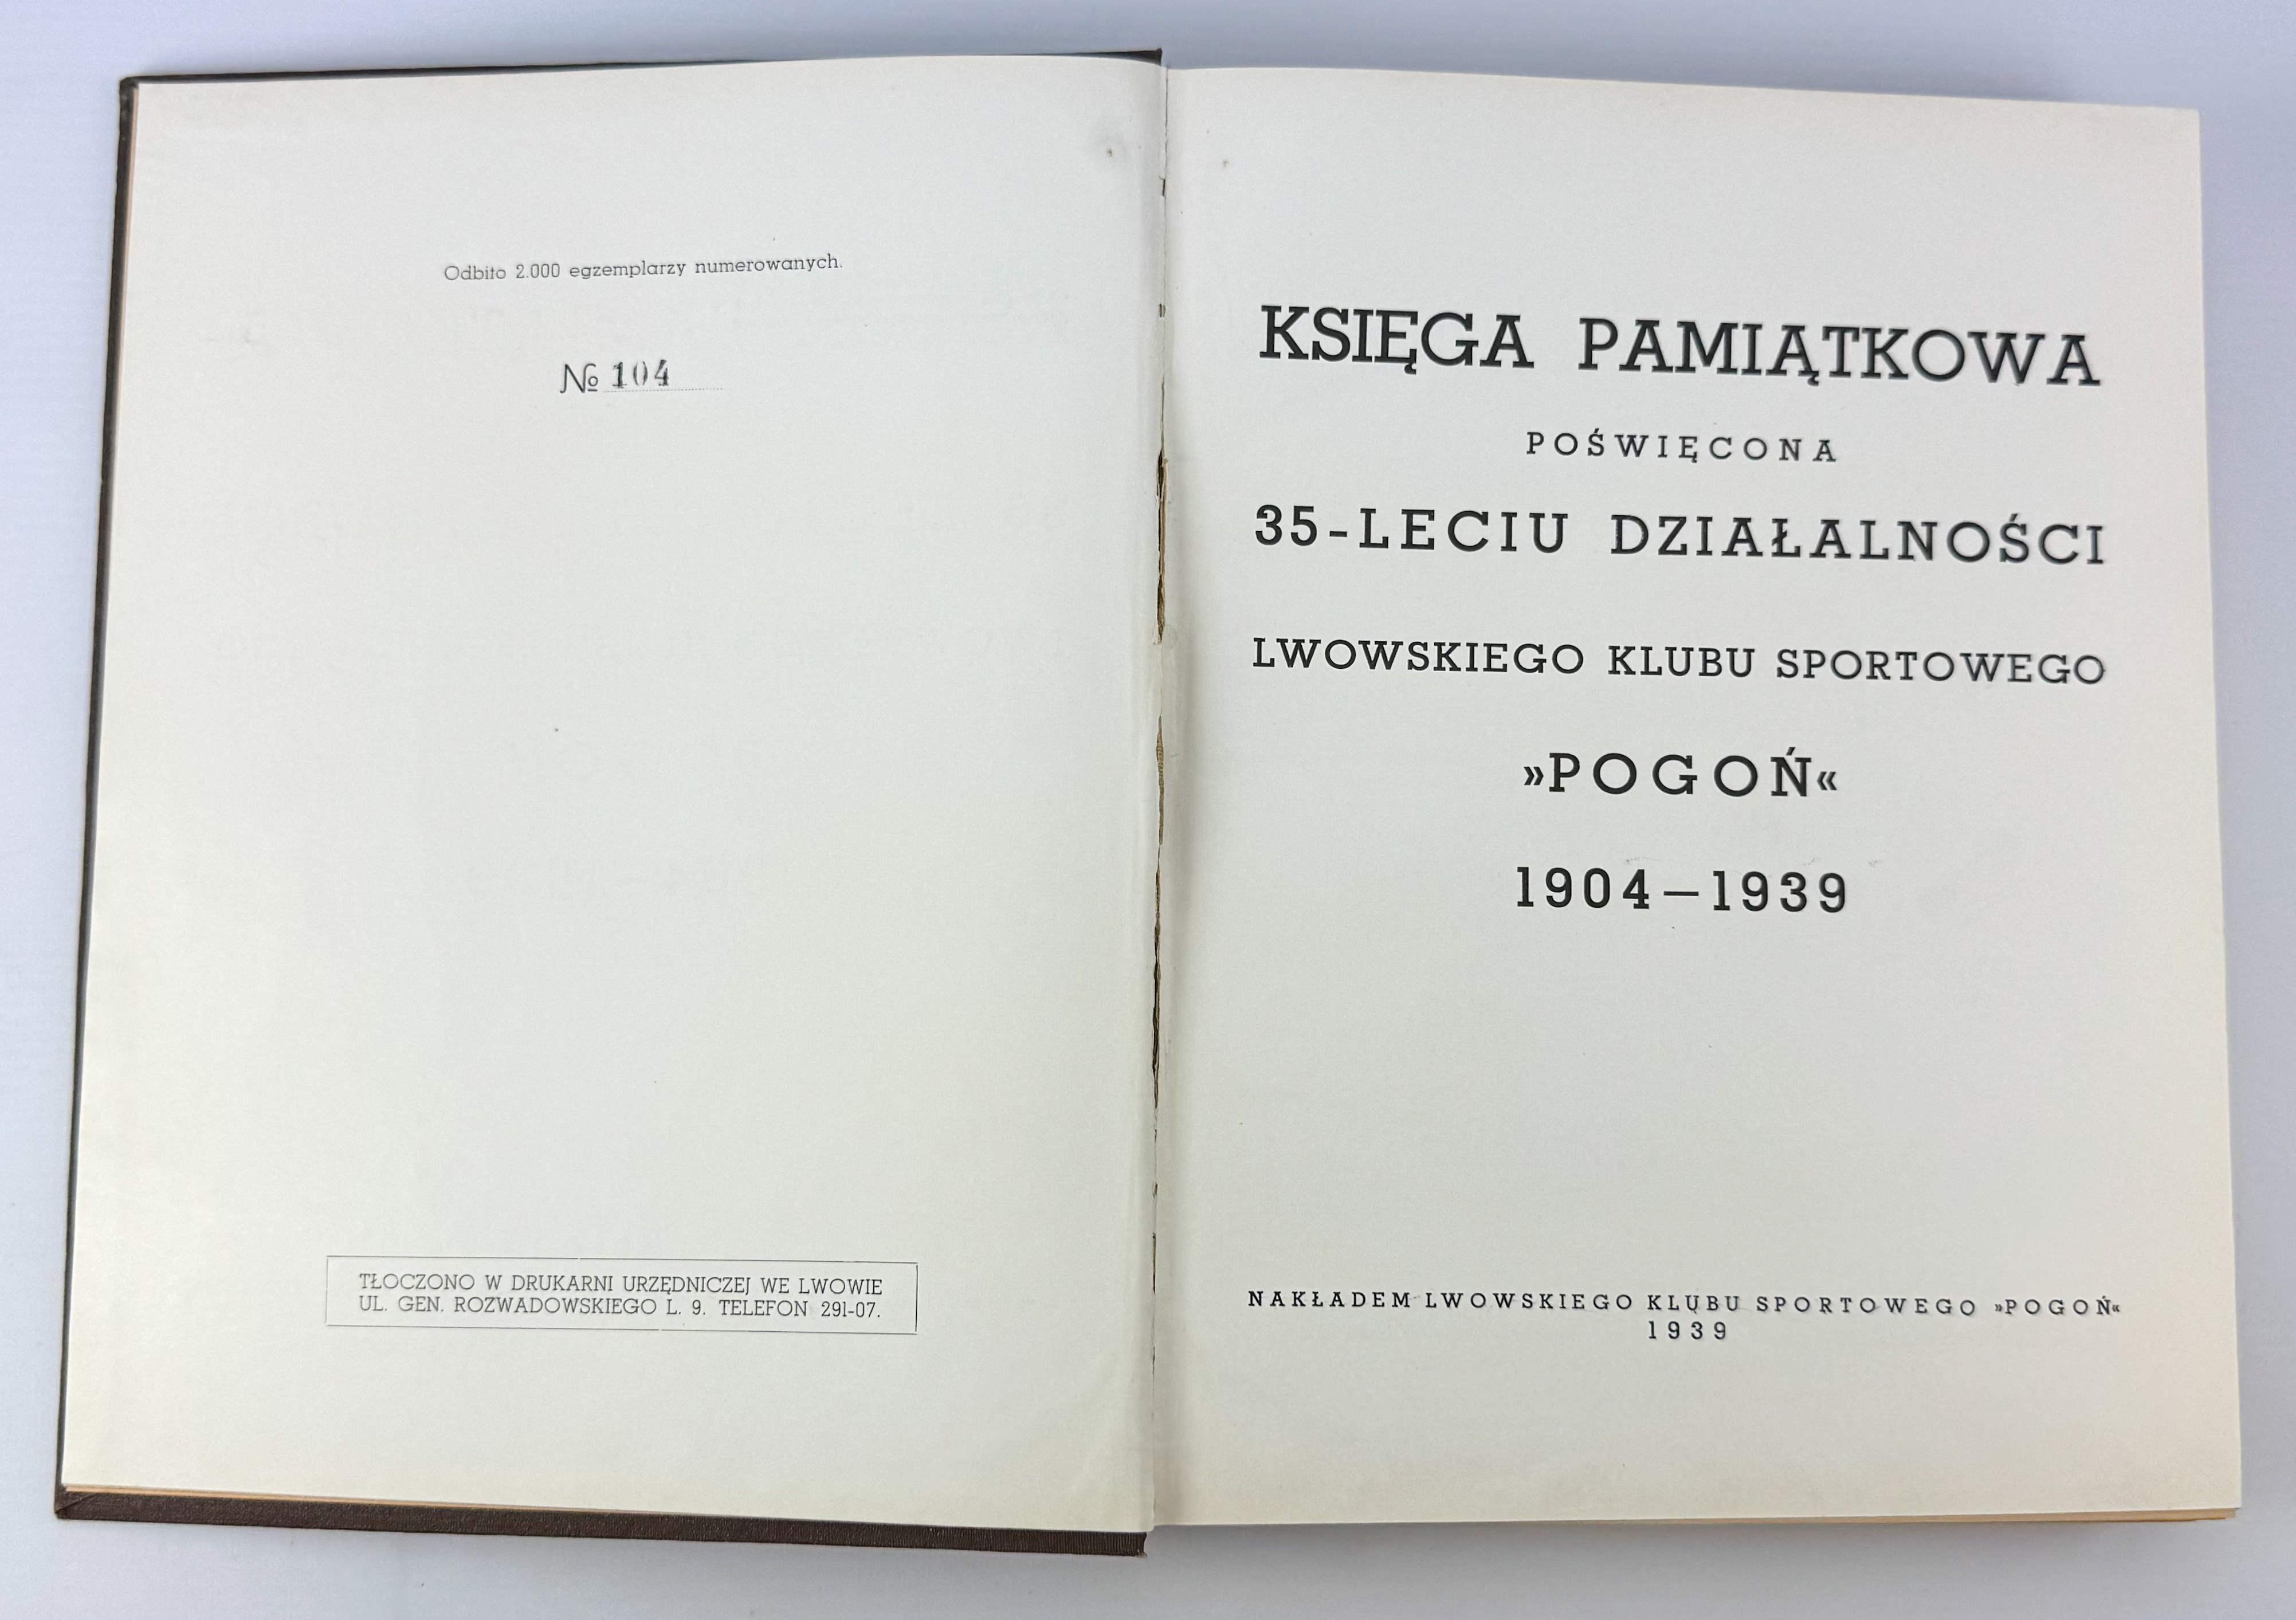 Odbito 2.000 egzemplarzy numerowanych.
№ 104
TŁOCZONO W DRUKARNI URZĘDNICZEJ WE LWOWIE
UL. GEN. ROZWADOWSKIEGO L. 9. TELEFON 291-07.
KSIĘGA PAMIĄTKOWA
POŚWIĘCONA
35-LECIU DZIAŁALNOŚCI
LWOWSKIEGO KLUBU SPORTOWEGO
»POGOŃ«
1904—1939
NAKŁADEM LWOWSKIEGO KLUBU SPORTOWEGO »POGOŃ«
1939